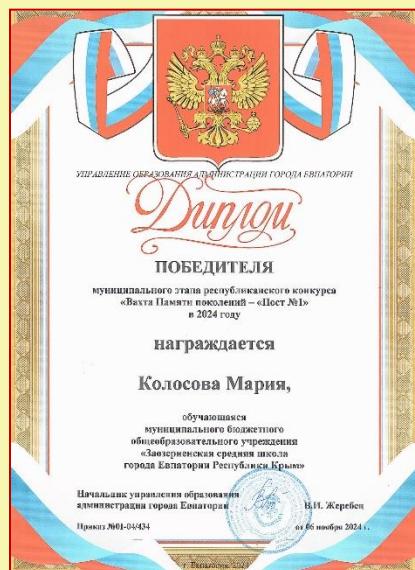 УПРАВЛЕНИЕ ОБРАЗОВАНИЯ АДМИНИСТРАЦИИ ГОРОДА ЕВПАТОРИИ
Диплом
ПОБЕДИТЕЛЯ
муниципального этапа республиканского конкурса
«Вахта Памяти поколений – «Пост №1»
в 2024 году
награждается
Колосова Мария,
обучающаяся
муниципального бюджетного
общеобразовательного учреждения
«Заозерненская средняя школа
города Евпатории Республики Крым»
Начальник управления образования
администрации города Евпатории В.И. Жеребец
Приказ №01-04/434 от 06 ноября 2024 г.
г. Евпатория, 2024